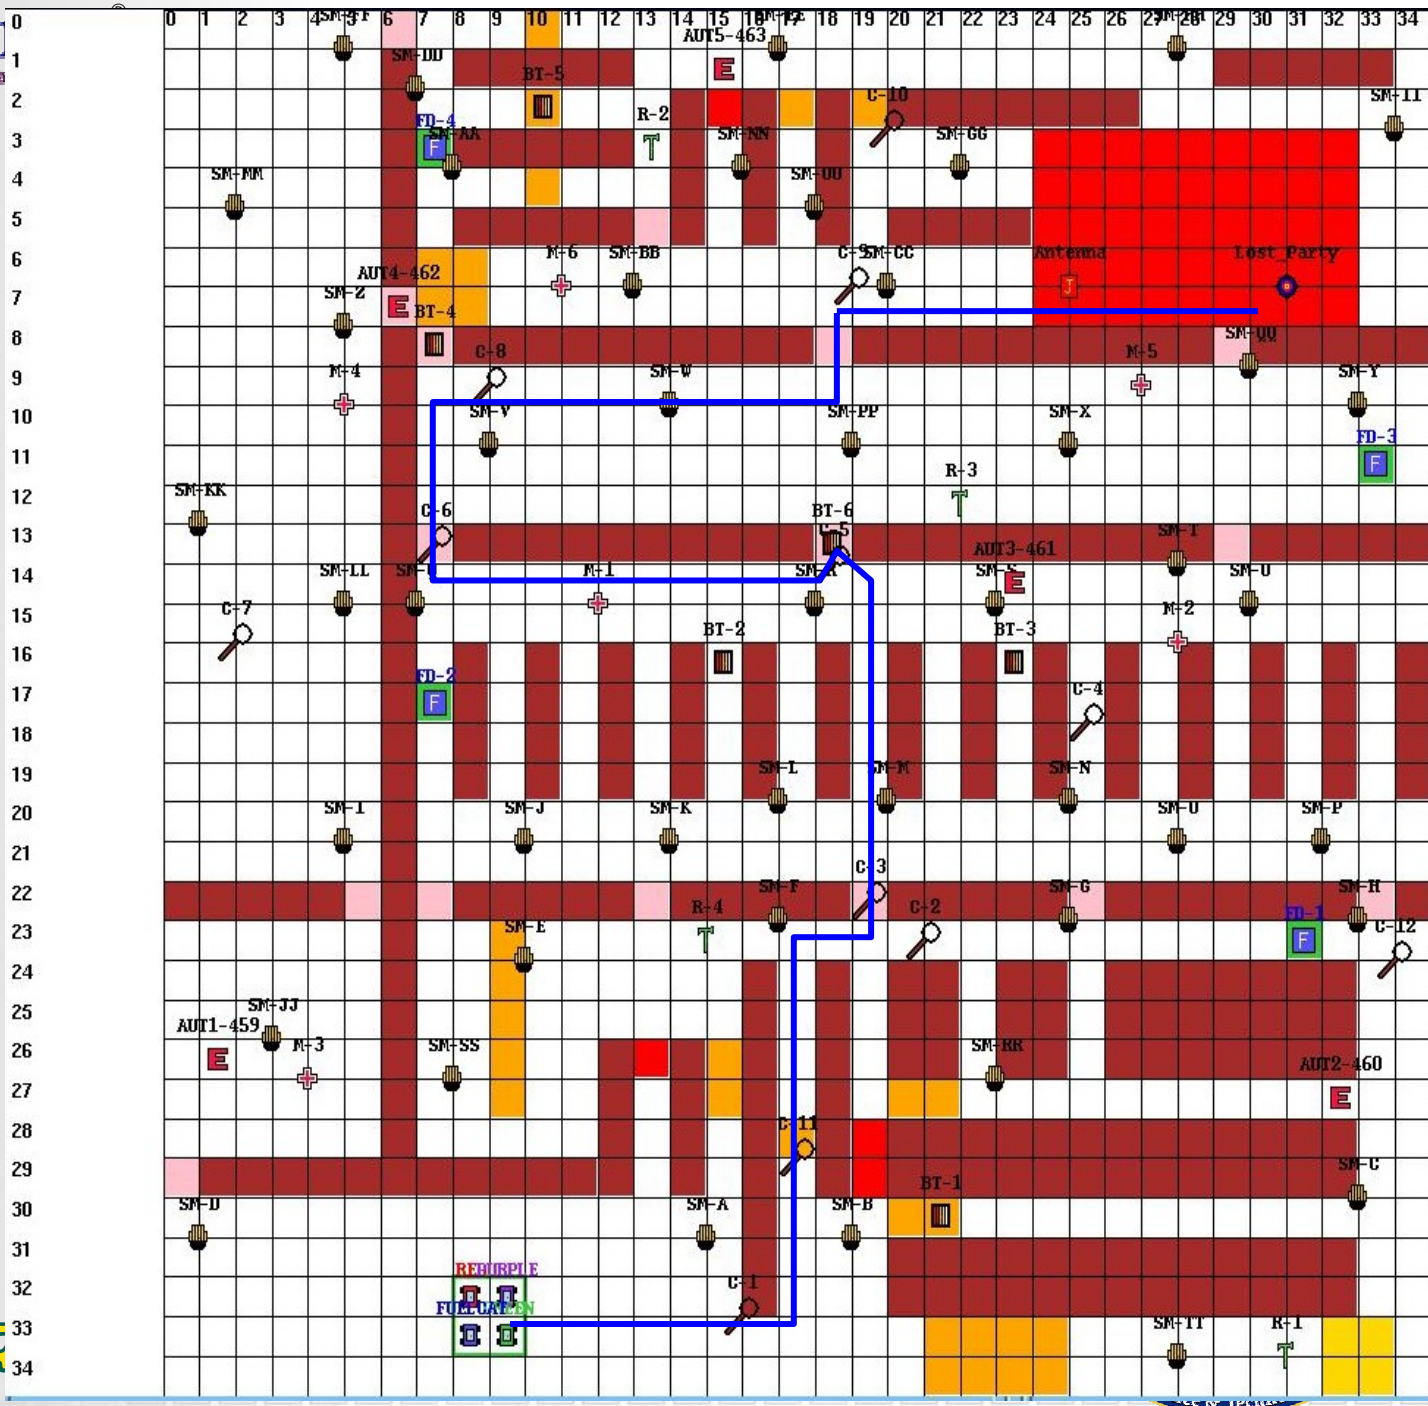 0 1 2 3 4 5 6 7 8 9 10 11 12 13 14 15 16 17 18 19 20 21 22 23 24 25 26 27 28 29 30 31 32 33 34
0
AUT5-463
1
SM-DD
BT-5
E
2
C-10
SM-II
FD-4
R-2
3
F
SM-AA
SM-NN
SM-GG
4
SM-MM
SM-OO
5
6
M-6
SM-BB
SM-CC
Antenna
Lost_Party
AUT4-462
7
SM-Z
E
BT-4
J
8
SM-QQ
C-8
M-5
9
M-4
SM-W
SM-Y
10
SM-V
SM-PP
SM-X
11
FD-3
F
R-3
12
SM-KK
C-6
BT-6
13
C-5
SM-T
AUT3-461
14
SM-LL
M-1
E
SM-U
15
C-7
M-2
BT-2
BT-3
16
FD-2
17
F
C-4
18
19
SM-L
SM-M
SM-N
20
SM-I
SM-J
SM-K
SM-O
SM-P
21
C-3
22
SM-F
SM-G
SM-H
R-4
C-2
FD-1
23
SM-E
F
C-12
24
25
SM-JJ
AUT1-459
26
E
M-3
SM-SS
SM-RR
AUT2-460
27
E
28
C-11
29
SM-C
BT-1
30
SM-D
SM-A
SM-B
31
32
PURPLE
C-1
33
SM-TT
R-1
34